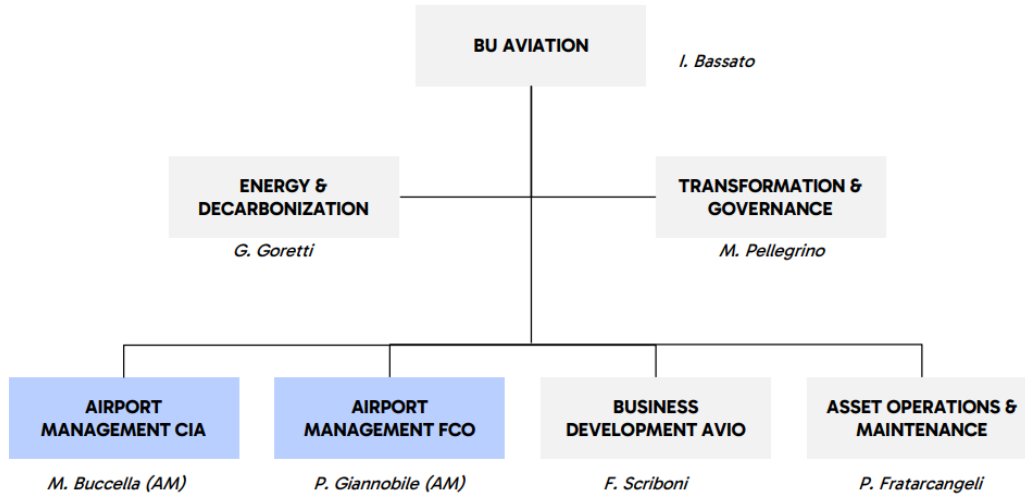 BU AVIATION
I. Bassato
ENERGY &
DECARBONIZATION
G. Goretti
TRANSFORMATION &
GOVERNANCE
M. Pellegrino
AIRPORT
MANAGEMENT CIA
M. Buccella (AM)
AIRPORT
MANAGEMENT FCO
P. Giannobile (AM)
BUSINESS
DEVELOPMENT AVIO
F. Scriboni
ASSET OPERATIONS &
MAINTENANCE
P. Fratarcangeli